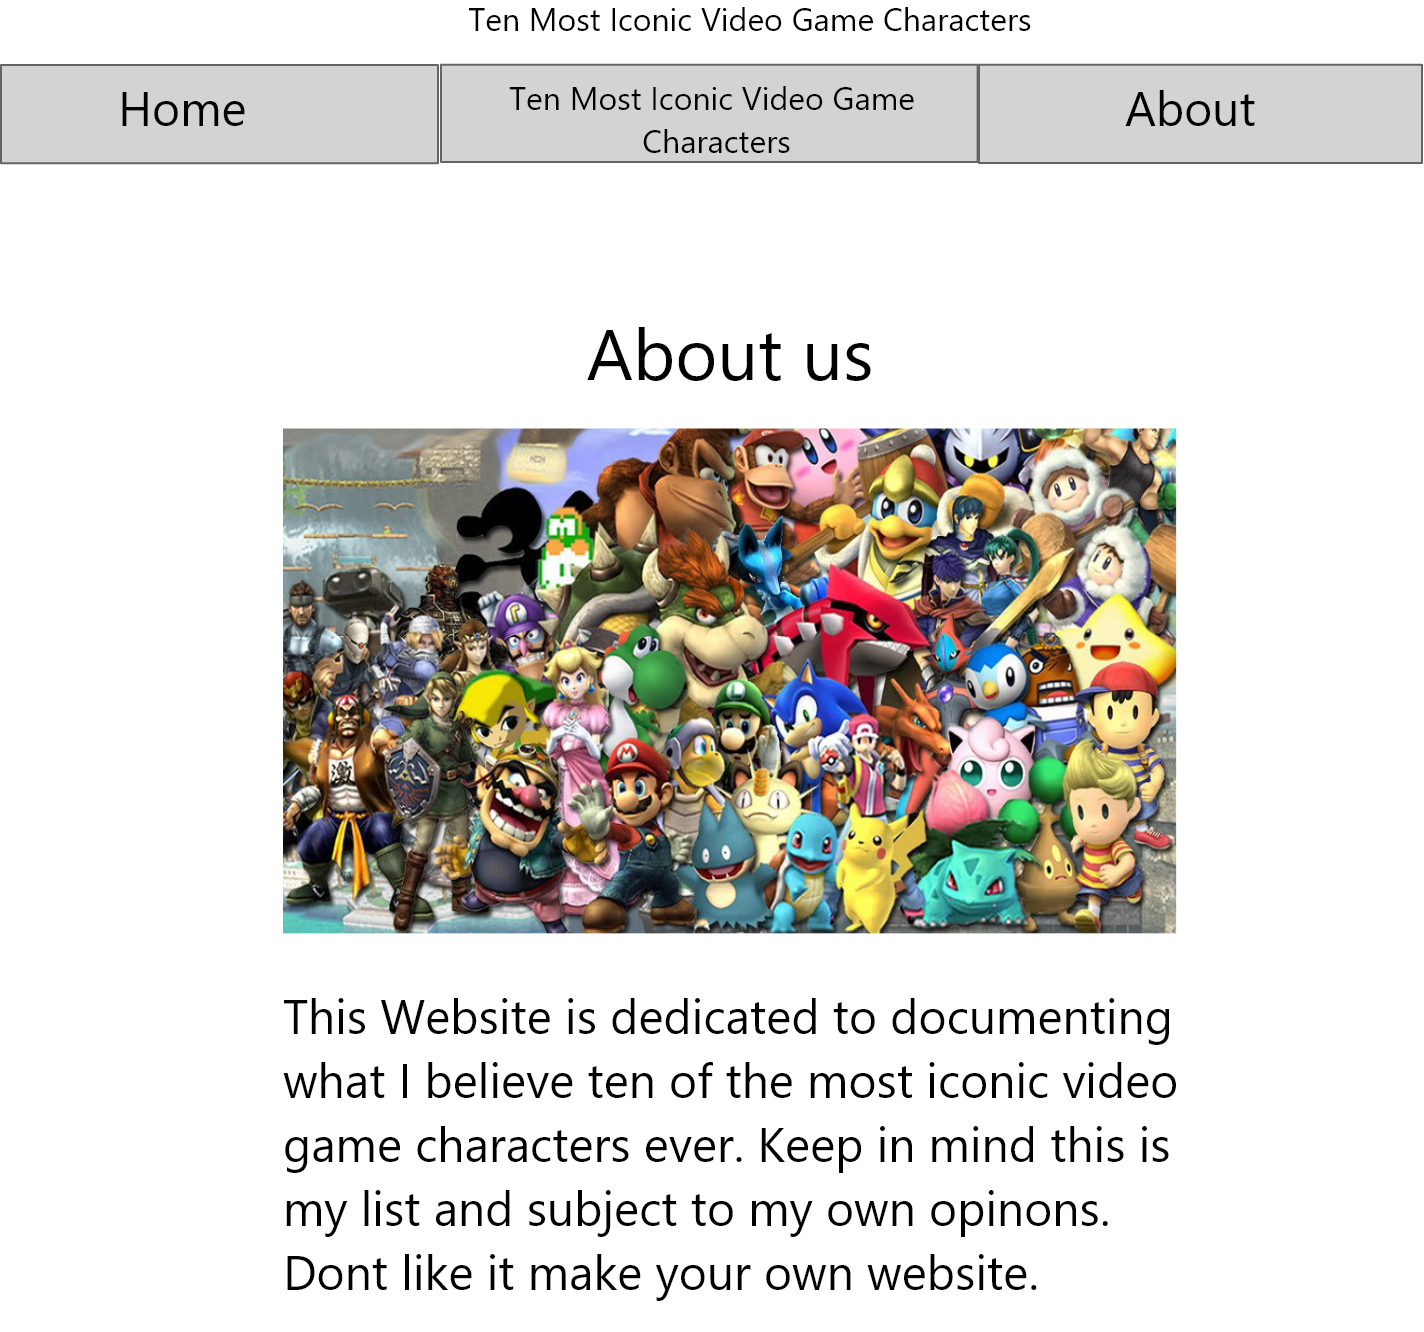 Ten Most Iconic Video Game Characters
Home
Ten Most Iconic Video Game
Characters
About
About us
M
L
This Website is dedicated to documenting
what I believe ten of the most iconic video
game characters ever. Keep in mind this is
my list and subject to my own opinons.
Dont like it make your own website.